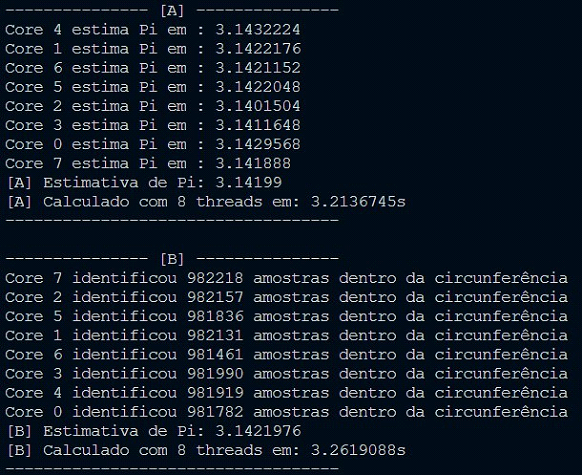 --------------- [A] ---------------
Core 4 estima Pi em : 3.1432224
Core 1 estima Pi em : 3.1422176
Core 6 estima Pi em : 3.1421152
Core 5 estima Pi em : 3.1422048
Core 2 estima Pi em : 3.1401504
Core 3 estima Pi em : 3.1411648
Core 0 estima Pi em : 3.1429568
Core 7 estima Pi em : 3.141888
[A] Estimativa de Pi: 3.14199
[A] Calculado com 8 threads em: 3.2136745s
-----------------------------------
--------------- [B] ---------------
Core 7 identificou 982218 amostras dentro da circunferência
Core 2 identificou 982157 amostras dentro da circunferência
Core 5 identificou 981836 amostras dentro da circunferência
Core 1 identificou 982131 amostras dentro da circunferência
Core 6 identificou 981461 amostras dentro da circunferência
Core 3 identificou 981990 amostras dentro da circunferência
Core 4 identificou 981919 amostras dentro da circunferência
Core 0 identificou 981782 amostras dentro da circunferência
[B] Estimativa de Pi: 3.1421976
[B] Calculado com 8 threads em: 3.2619088s
-----------------------------------